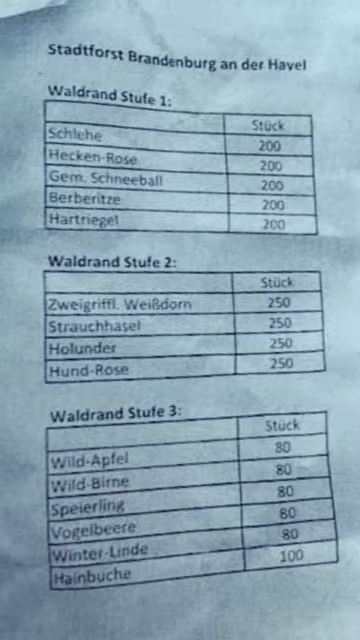 Stadtforst Brandenburg an der Havel
Waldrand Stufe 1:
Stück
Schlehe 200
Hecken-Rose 200
Gem. Schneeball 200
Berberitze 200
Hartriegel 200
Waldrand Stufe 2:
Stück
Zweigriffl. Weißdorn 250
Strauchhasel 250
Holunder 250
Hund-Rose 250
Waldrand Stufe 3:
Stück
Wild-Apfel 80
Wild-Birne 80
Speierling 80
Vogelbeere 80
Winter-Linde 80
Hainbuche 100